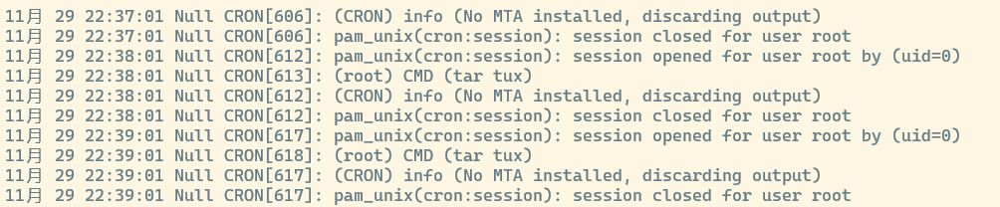 11月 29 22:37:01 Null CRON[606]: (CRON) info (No MTA installed, discarding output)
11月 29 22:37:01 Null CRON[606]: pam_unix(cron:session): session closed for user root
11月 29 22:38:01 Null CRON[612]: pam_unix(cron:session): session opened for user root by (uid=0)
11月 29 22:38:01 Null CRON[613]: (root) CMD (tar tux)
11月 29 22:38:01 Null CRON[612]: (CRON) info (No MTA installed, discarding output)
11月 29 22:38:01 Null CRON[612]: pam_unix(cron:session): session closed for user root
11月 29 22:39:01 Null CRON[617]: pam_unix(cron:session): session opened for user root by (uid=0)
11月 29 22:39:01 Null CRON[618]: (root) CMD (tar tux)
11月 29 22:39:01 Null CRON[617]: (CRON) info (No MTA installed, discarding output)
11月 29 22:39:01 Null CRON[617]: pam_unix(cron:session): session closed for user root